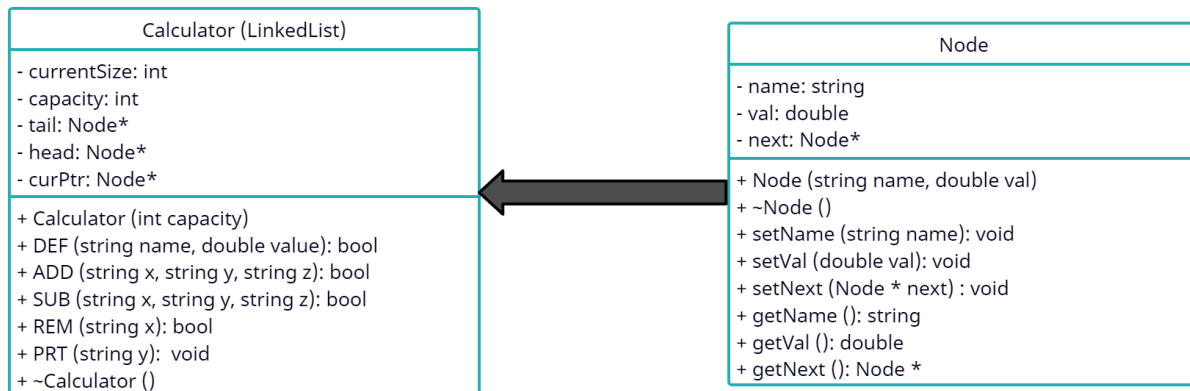 Calculator (LinkedList)
- currentSize: int
- capacity: int
- tail: Node*
- head: Node*
- curPtr: Node*
+ Calculator (int capacity)
+ DEF (string name, double value): bool
+ ADD (string x, string y, string z): bool
+ SUB (string x, string y, string z): bool
+ REM (string x): bool
+ PRT (string y):  void
+ ~Calculator ()
Node
- name: string
- val: double
- next: Node*
+ Node (string name, double val)
+ ~Node ()
+ setName (string name): void
+ setVal (double val): void
+ setNext (Node * next) : void
+ getName (): string
+ getVal (): double
+ getNext (): Node *